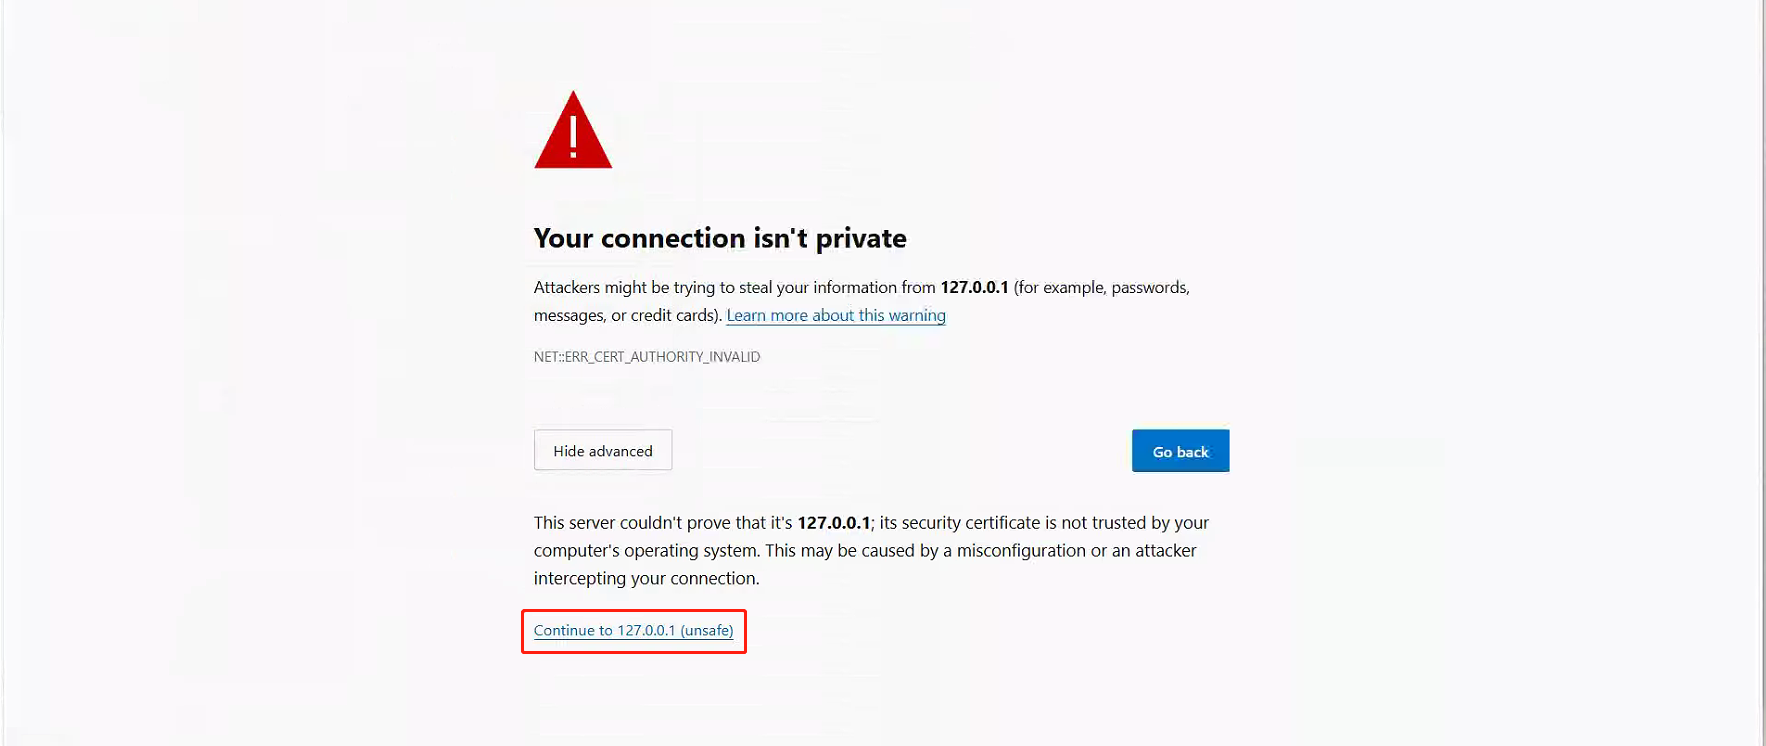 !
Your connection isn't private
Attackers might be trying to steal your information from 127.0.0.1 (for example, passwords,
messages, or credit cards). Learn more about this warning
NET::ERR_CERT_AUTHORITY_INVALID
Hide advanced
Go back
This server couldn't prove that it's 127.0.0.1; its security certificate is not trusted by your
computer's operating system. This may be caused by a misconfiguration or an attacker
intercepting your connection.
Continue to 127.0.0.1 (unsafe)